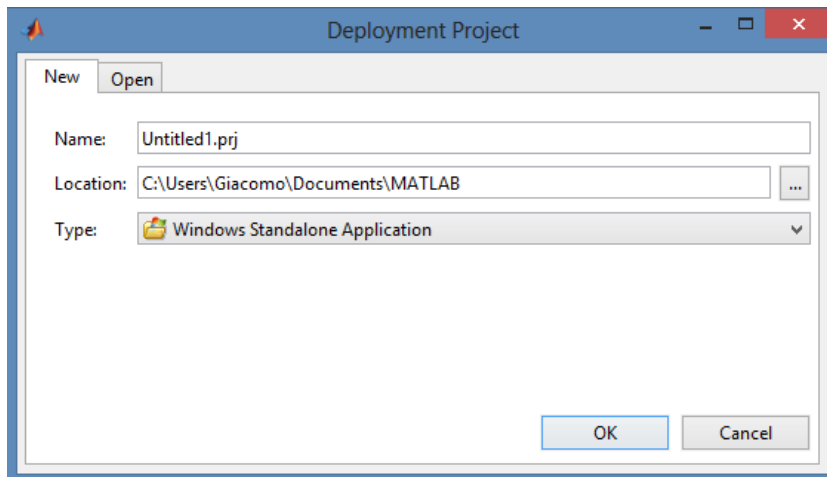 Deployment Project
New Open
Name: Untitled1.prj
Location: C:\Users\Giacomo\Documents\MATLAB ...
Type: Windows Standalone Application
OK Cancel